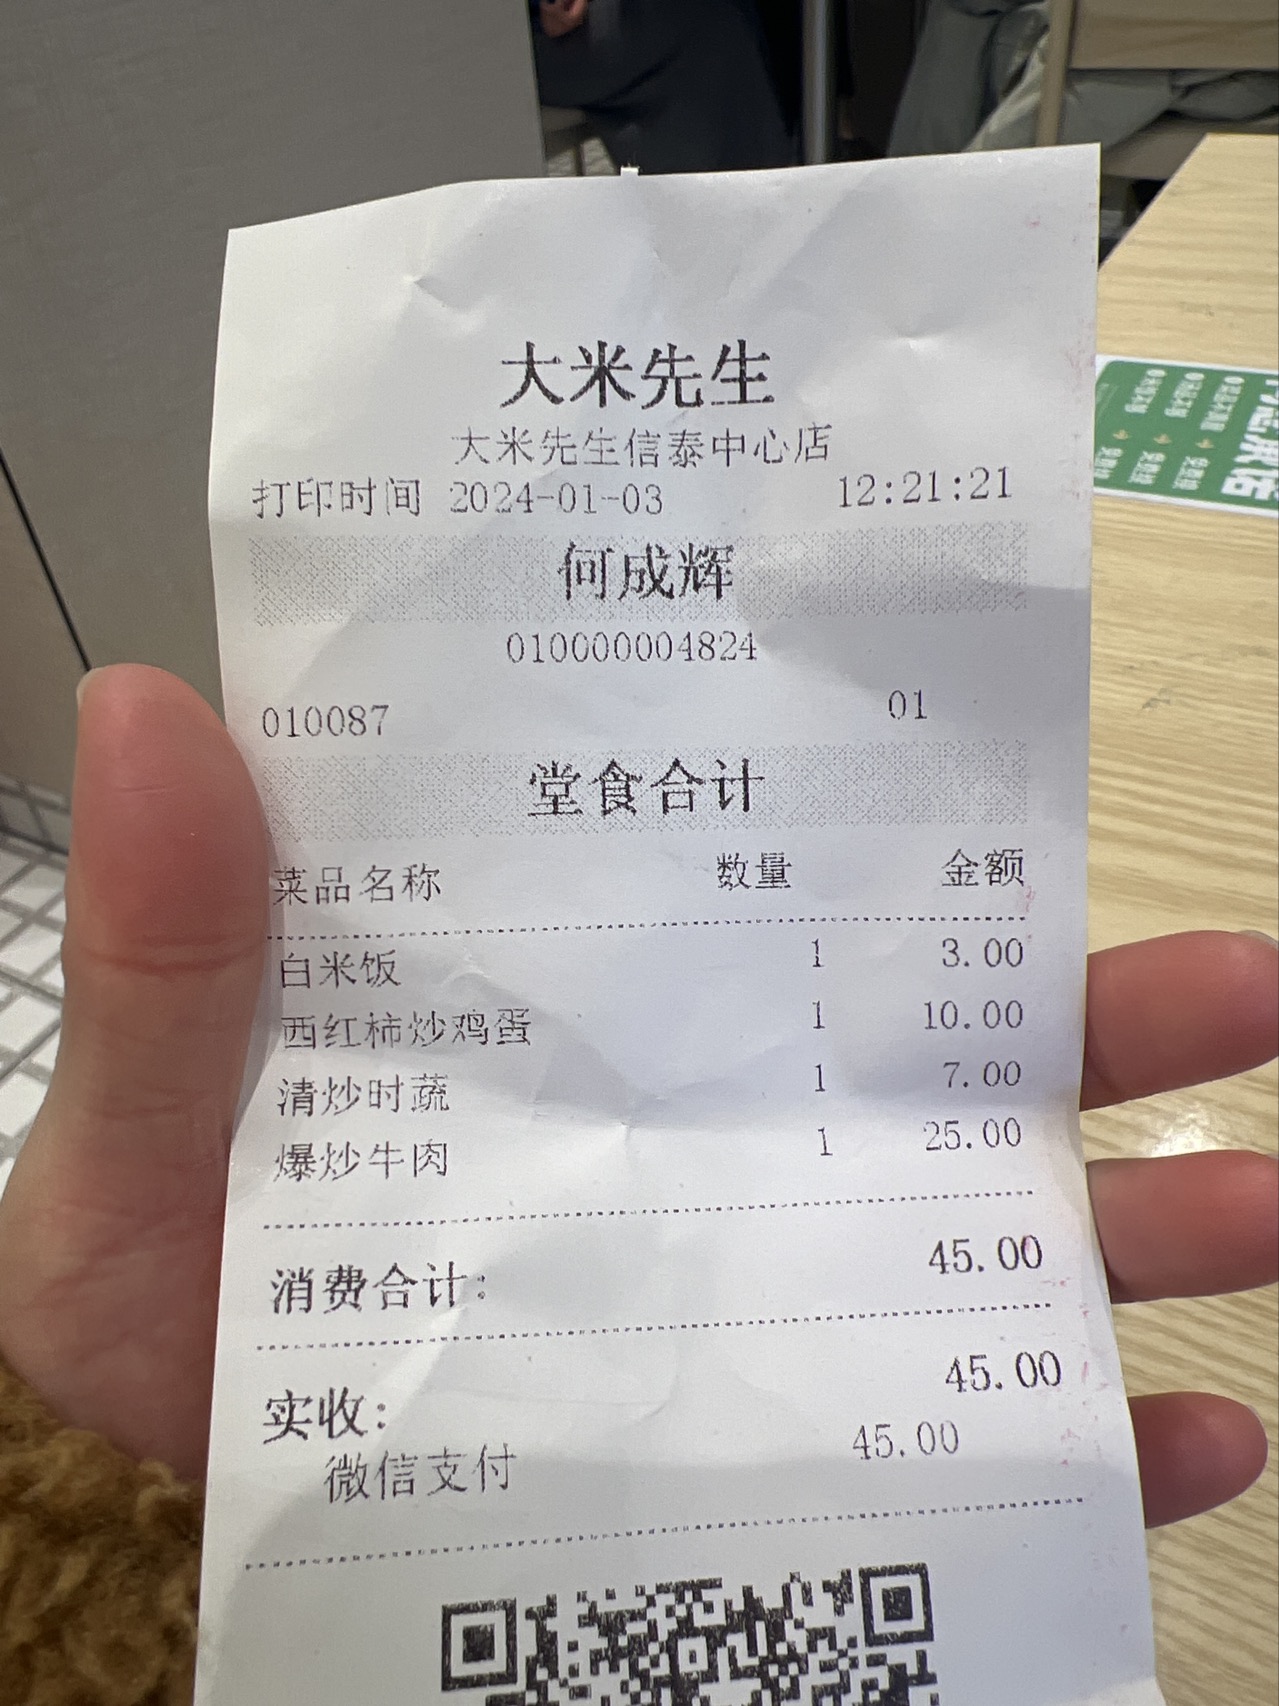 大米先生
大米先生信泰中心店
打印时间 2024-01-03 12:21:21
何成辉
010000004824
010087 01
堂食合计
菜品名称 数量 金额
白米饭 1 3.00
西红柿炒鸡蛋 1 10.00
清炒时蔬 1 7.00
爆炒牛肉 1 25.00
消费合计: 45.00
实收: 45.00
微信支付 45.00